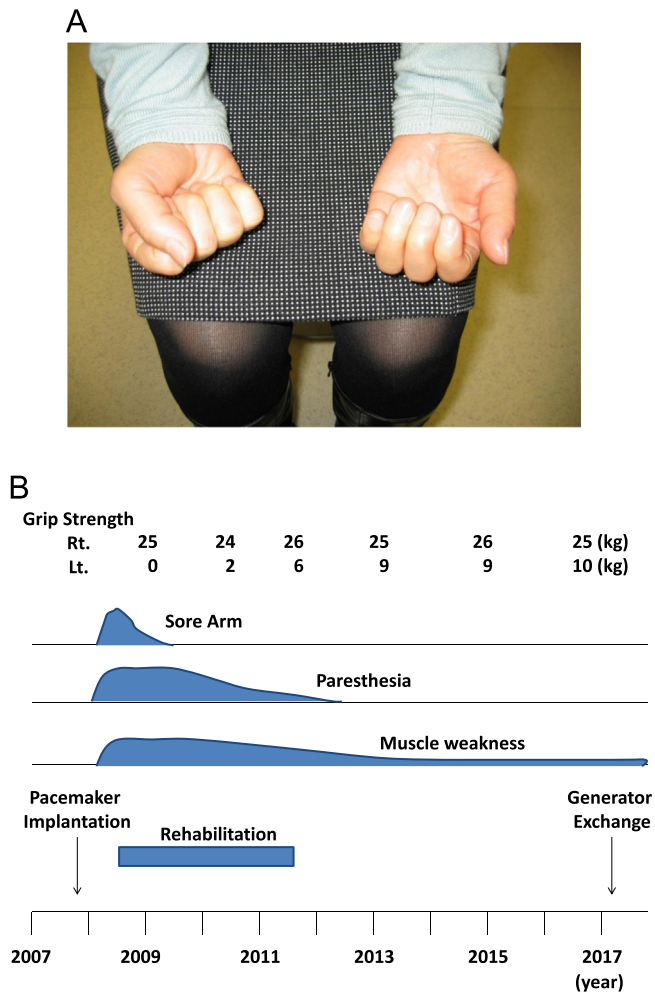 A
B
Grip Strength
Rt. 25 24 26 25 26 25 (kg)
Lt. 0 2 6 9 9 10 (kg)
Sore Arm
Paresthesia
Muscle weakness
Pacemaker
Implantation
Generator
Exchange
Rehabilitation
2007 2009 2011 2013 2015 2017
(year)